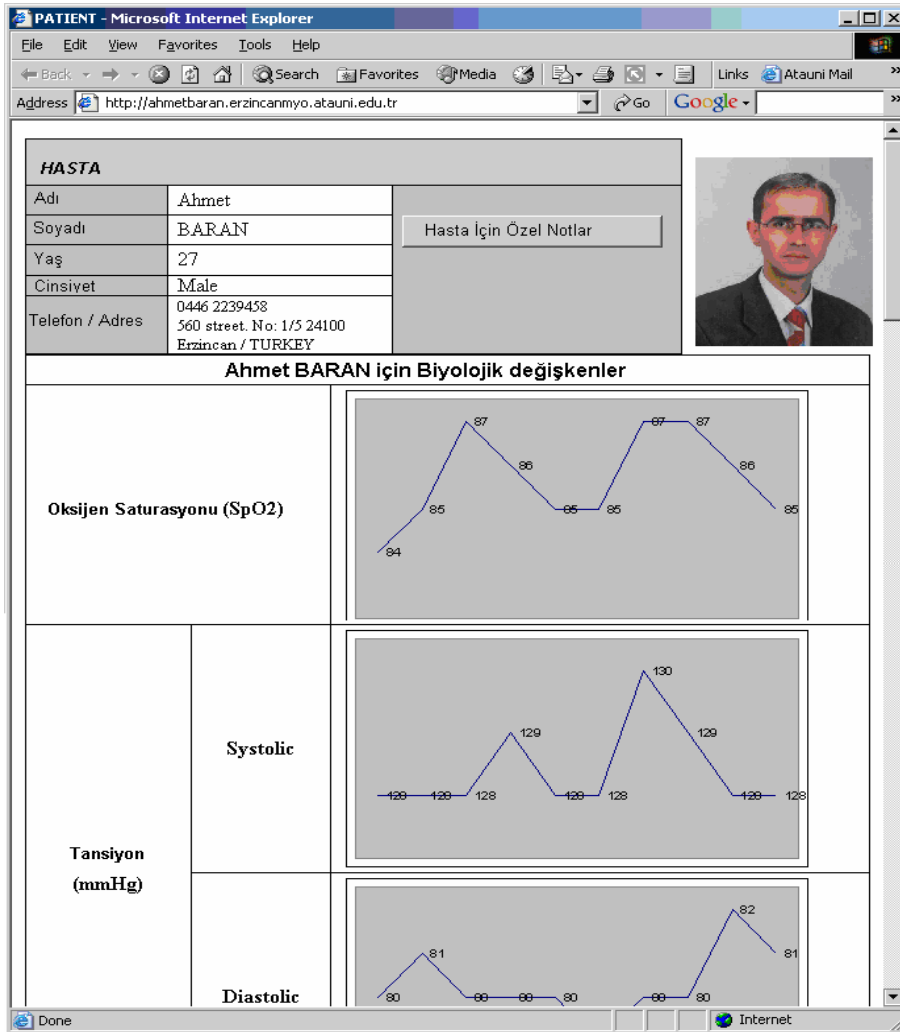 PATIENT - Microsoft Internet Explorer
File Edit View Favorites Tools Help
Back Search Favorites Media Links Atauni Mail »
Address http://ahmetbaran.erzincanmyo.atauni.edu.tr Go Google »
HASTA
Adı Ahmet
Soyadı BARAN
Hasta İçin Özel Notlar
Yaş 27
Cinsivet Male
Telefon / Adres 0446 2239458
560 street. No: 1/5 24100
Erzincan / TURKEY
Ahmet BARAN için Biyolojik değişkenler
Oksijen Saturasyonu (SpO2)
84 85 87 86 85 85 87 87 86 85
Tansiyon
(mmHg)
Systolic
128 128 128 129 128 128 130 129 128 128
Diastolic
80 81 80 80 80 80 80 82 81
Done Internet